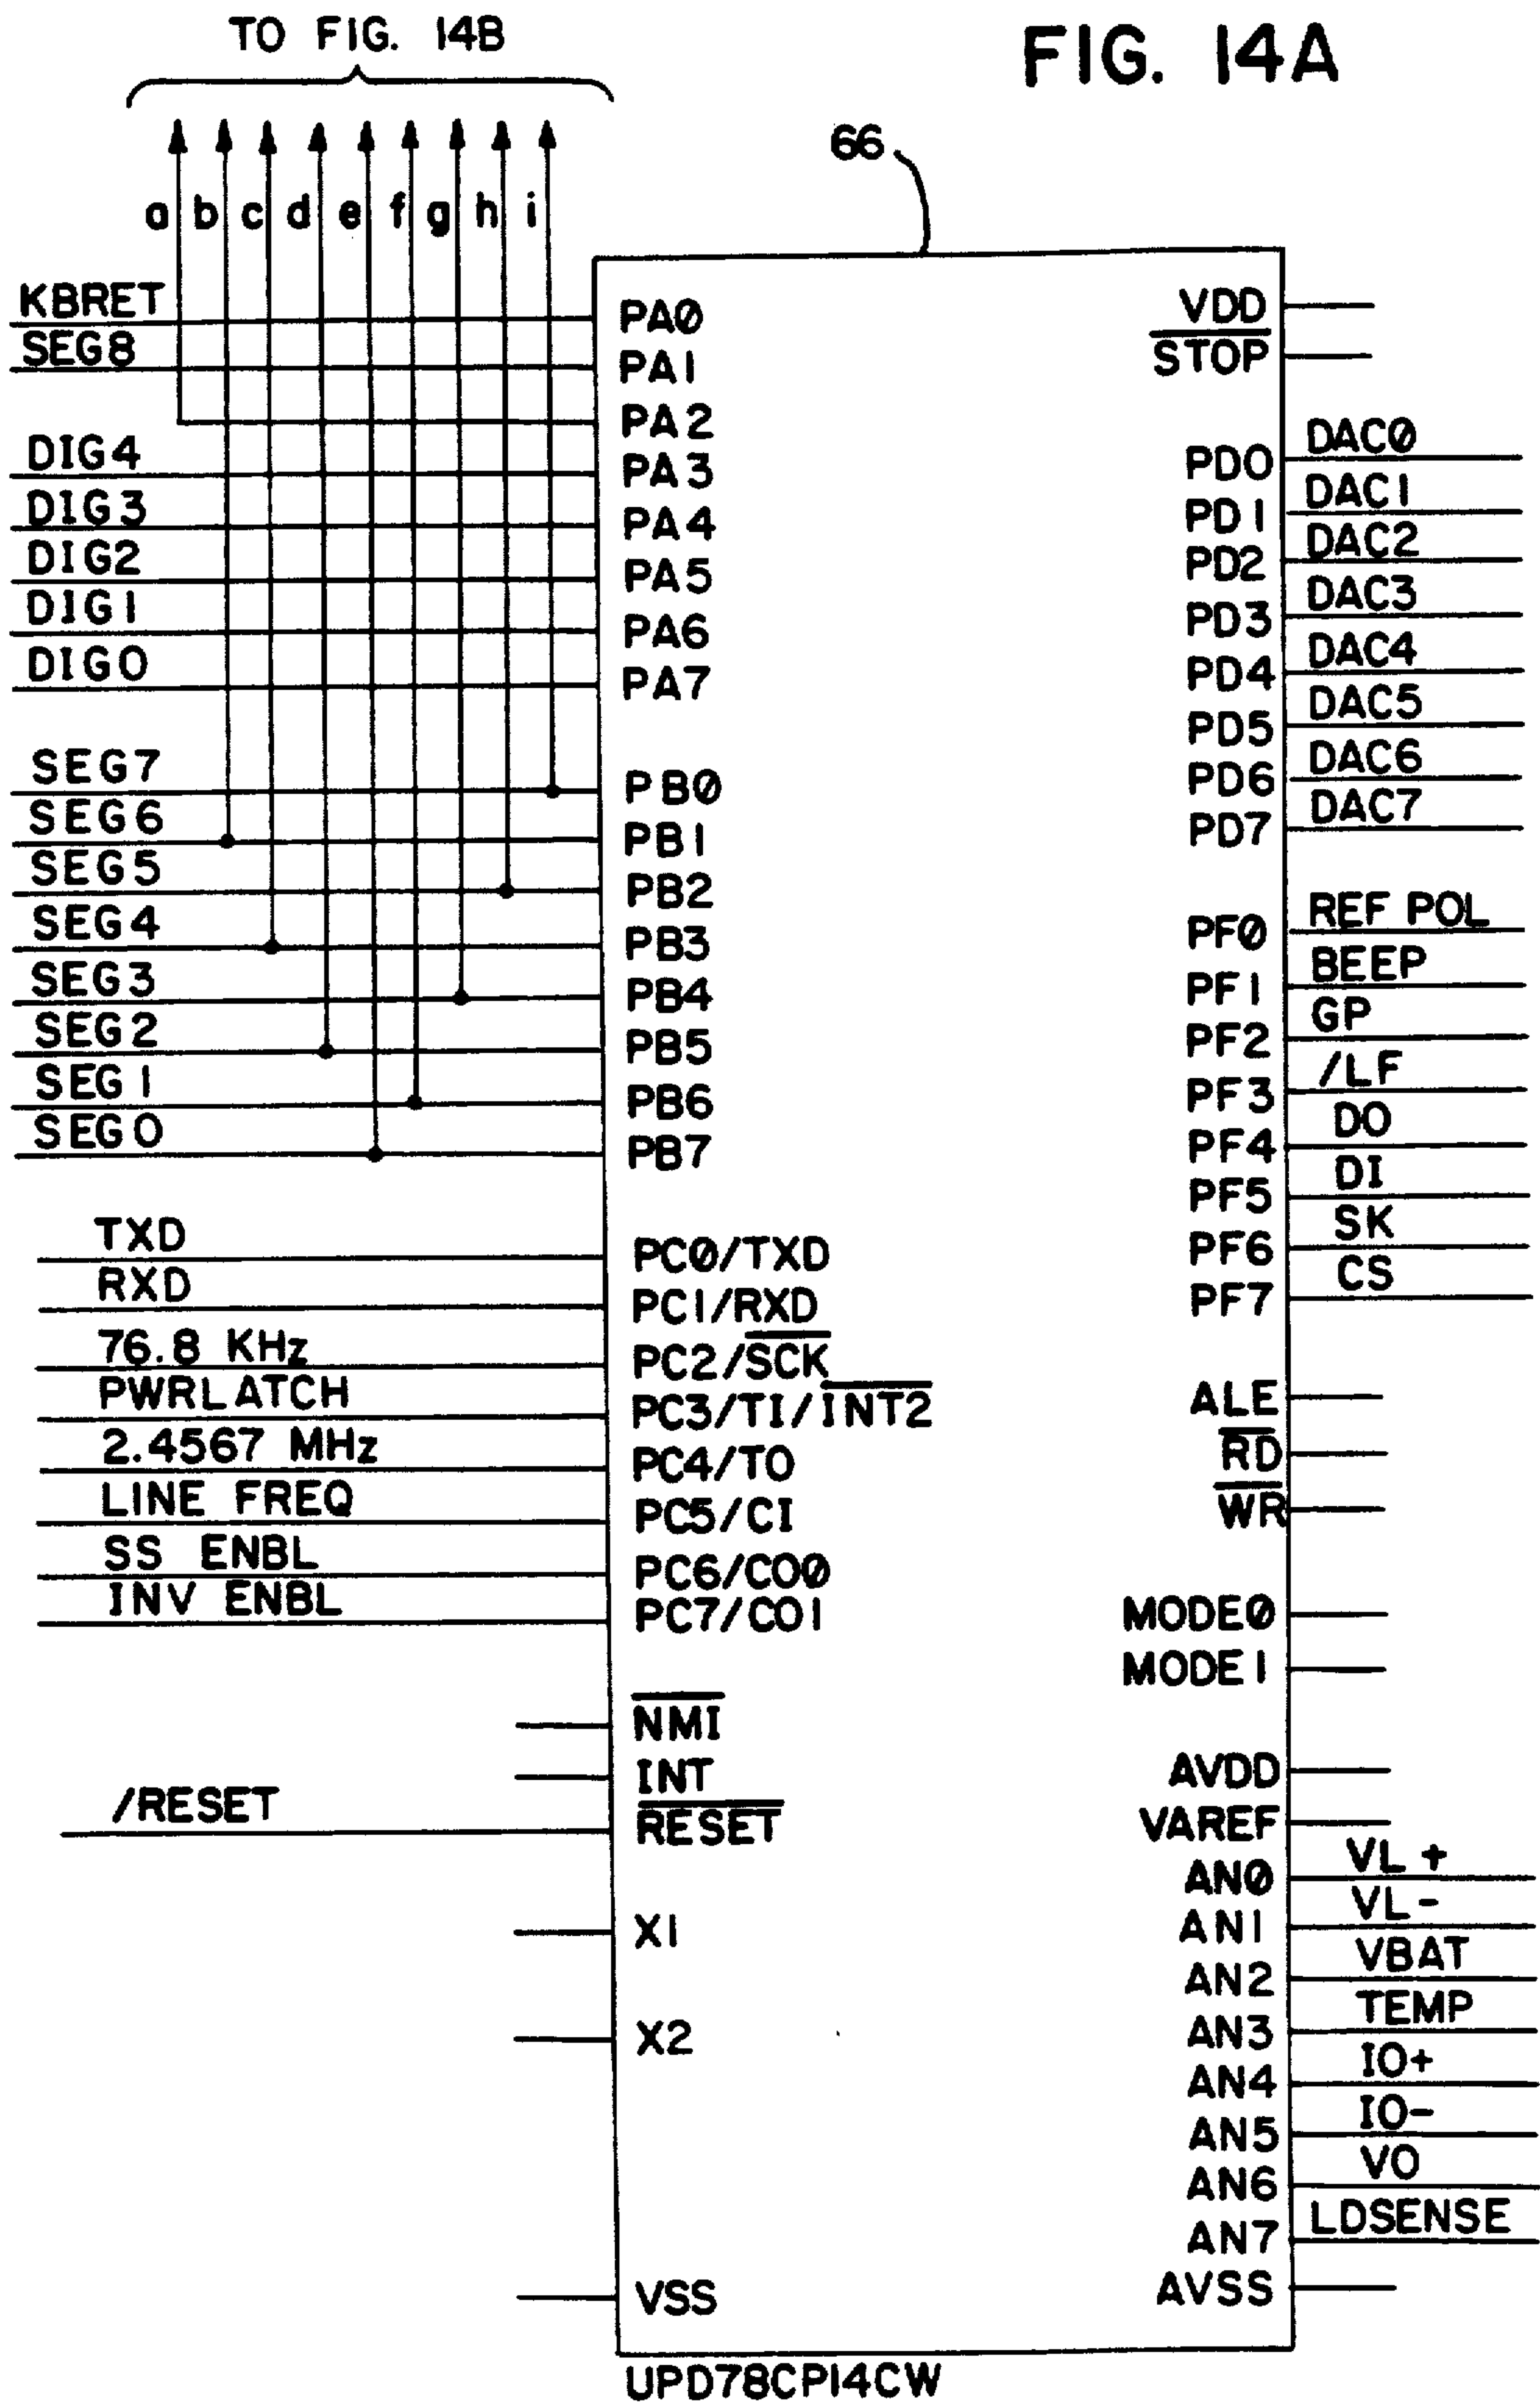 TO FIG. 14B
FIG. 14A
66
a b c d e f g h i
KBRET
SEG8
DIG4
DIG3
DIG2
DIG1
DIG0
SEG7
SEG6
SEG5
SEG4
SEG3
SEG2
SEG1
SEG0
TXD
RXD
76.8 KHz
PWRLATCH
2.4567 MHz
LINE FREQ
SS ENBL
INV ENBL
/RESET
PA0
PA1
PA2
PA3
PA4
PA5
PA6
PA7
PB0
PB1
PB2
PB3
PB4
PB5
PB6
PB7
PC0/TXD
PC1/RXD
PC2/SCK
PC3/TI/INT2
PC4/TO
PC5/CI
PC6/CO0
PC7/CO1
NMI
INT
RESET
X1
X2
VSS
VDD
STOP
PD0
PD1
PD2
PD3
PD4
PD5
PD6
PD7
PF0
PF1
PF2
PF3
PF4
PF5
PF6
PF7
ALE
RD
WR
MODE0
MODE1
AVDD
VAREF
AN0
AN1
AN2
AN3
AN4
AN5
AN6
AN7
AVSS
DAC0
DAC1
DAC2
DAC3
DAC4
DAC5
DAC6
DAC7
REF POL
BEEP
GP
/LF
DO
DI
SK
CS
VL+
VL-
VBAT
TEMP
IO+
IO-
VO
LDSENSE
UPD78CP14CW